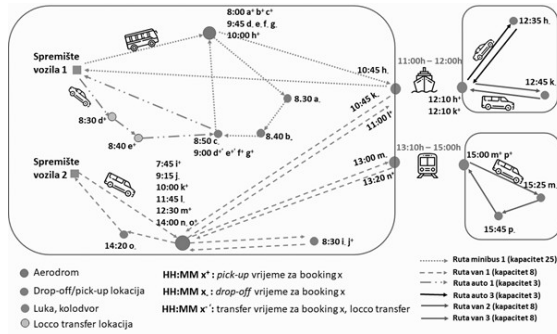 8:00 a⁺ b⁺ c⁺
9:45 d, e, f, g,
10:00 h⁺
Spremište
vozila 1
8:30 d⁺
8:40 e⁺
8.30 a,
8.40 b,
8:50 c,
9:00 d⁺´ e⁺´ f⁺ g⁺
10:45 h,
10:45 k,
11:00 l⁺
11:00h – 12:00h
12:35 h,
12:45 k,
12:10 h⁺
12:10 k⁺
Spremište
vozila 2
7:45 i⁺
9:15 j,
10:00 k⁺
11:45 l,
12:30 m⁺
14:00 n, o⁺
14:20 o,
8:30 i, j⁺
13:00 m,
13:20 n⁺
13:10h – 15:00h
15:00 m⁺ p⁺
15:25 m,
15:45 p,
Aerodrom
Drop-off/pick-up lokacija
Luka, kolodvor
Locco transfer lokacija
HH:MM x⁺ : pick-up vrijeme za booking x
HH:MM x, : drop-off vrijeme za booking x
HH:MM x⁺´: transfer vrijeme za booking x, locco transfer
Ruta minibus 1 (kapacitet 25)
Ruta van 1 (kapacitet 8)
Ruta auto 1 (kapacitet 3)
Ruta auto 3 (kapacitet 3)
Ruta van 2 (kapacitet 8)
Ruta van 3 (kapacitet 8)